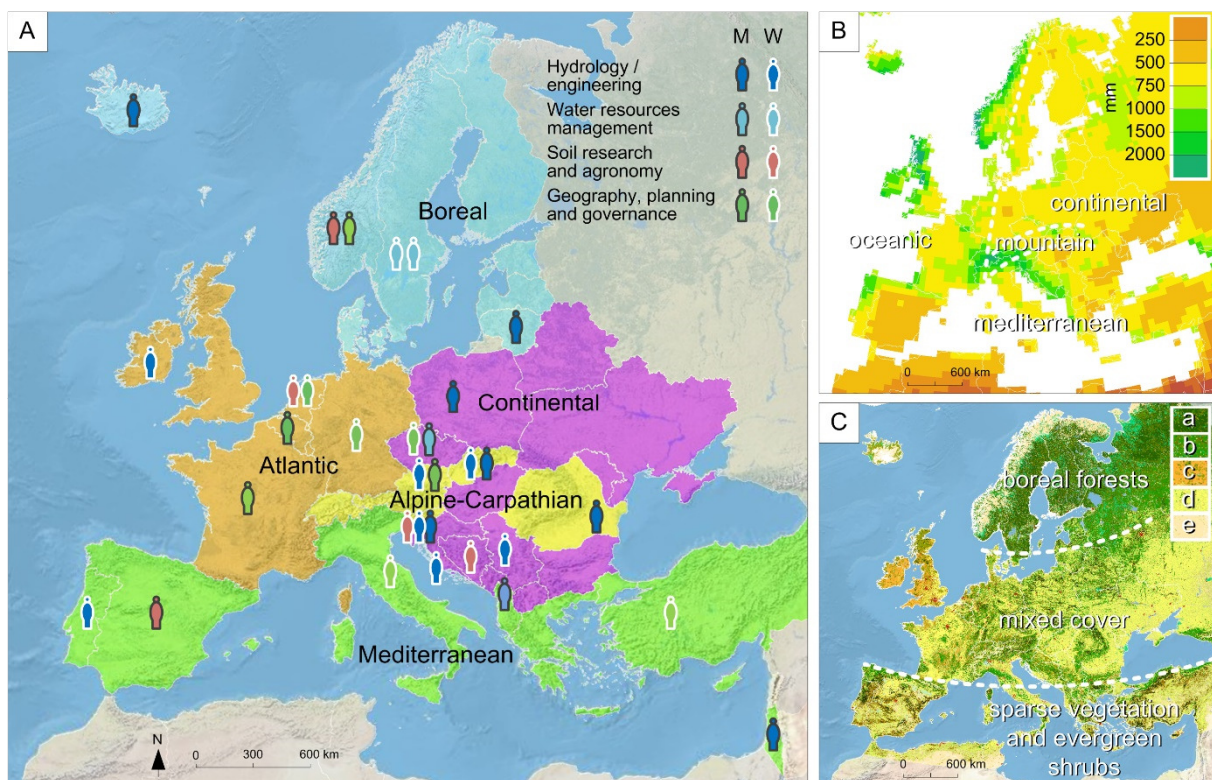 A
M W
Hydrology /
engineering
Water resources
management
Soil research
and agronomy
Geography, planning
and governance
Boreal
Continental
Atlantic
Alpine-Carpathian
Mediterranean
N
0 300 600 km
B
mm
250
500
750
1000
1500
2000
continental
oceanic
mountain
mediterranean
0 600 km
C
a
b
c
d
e
boreal forests
mixed cover
sparse vegetation
and evergreen
shrubs
0 600 km